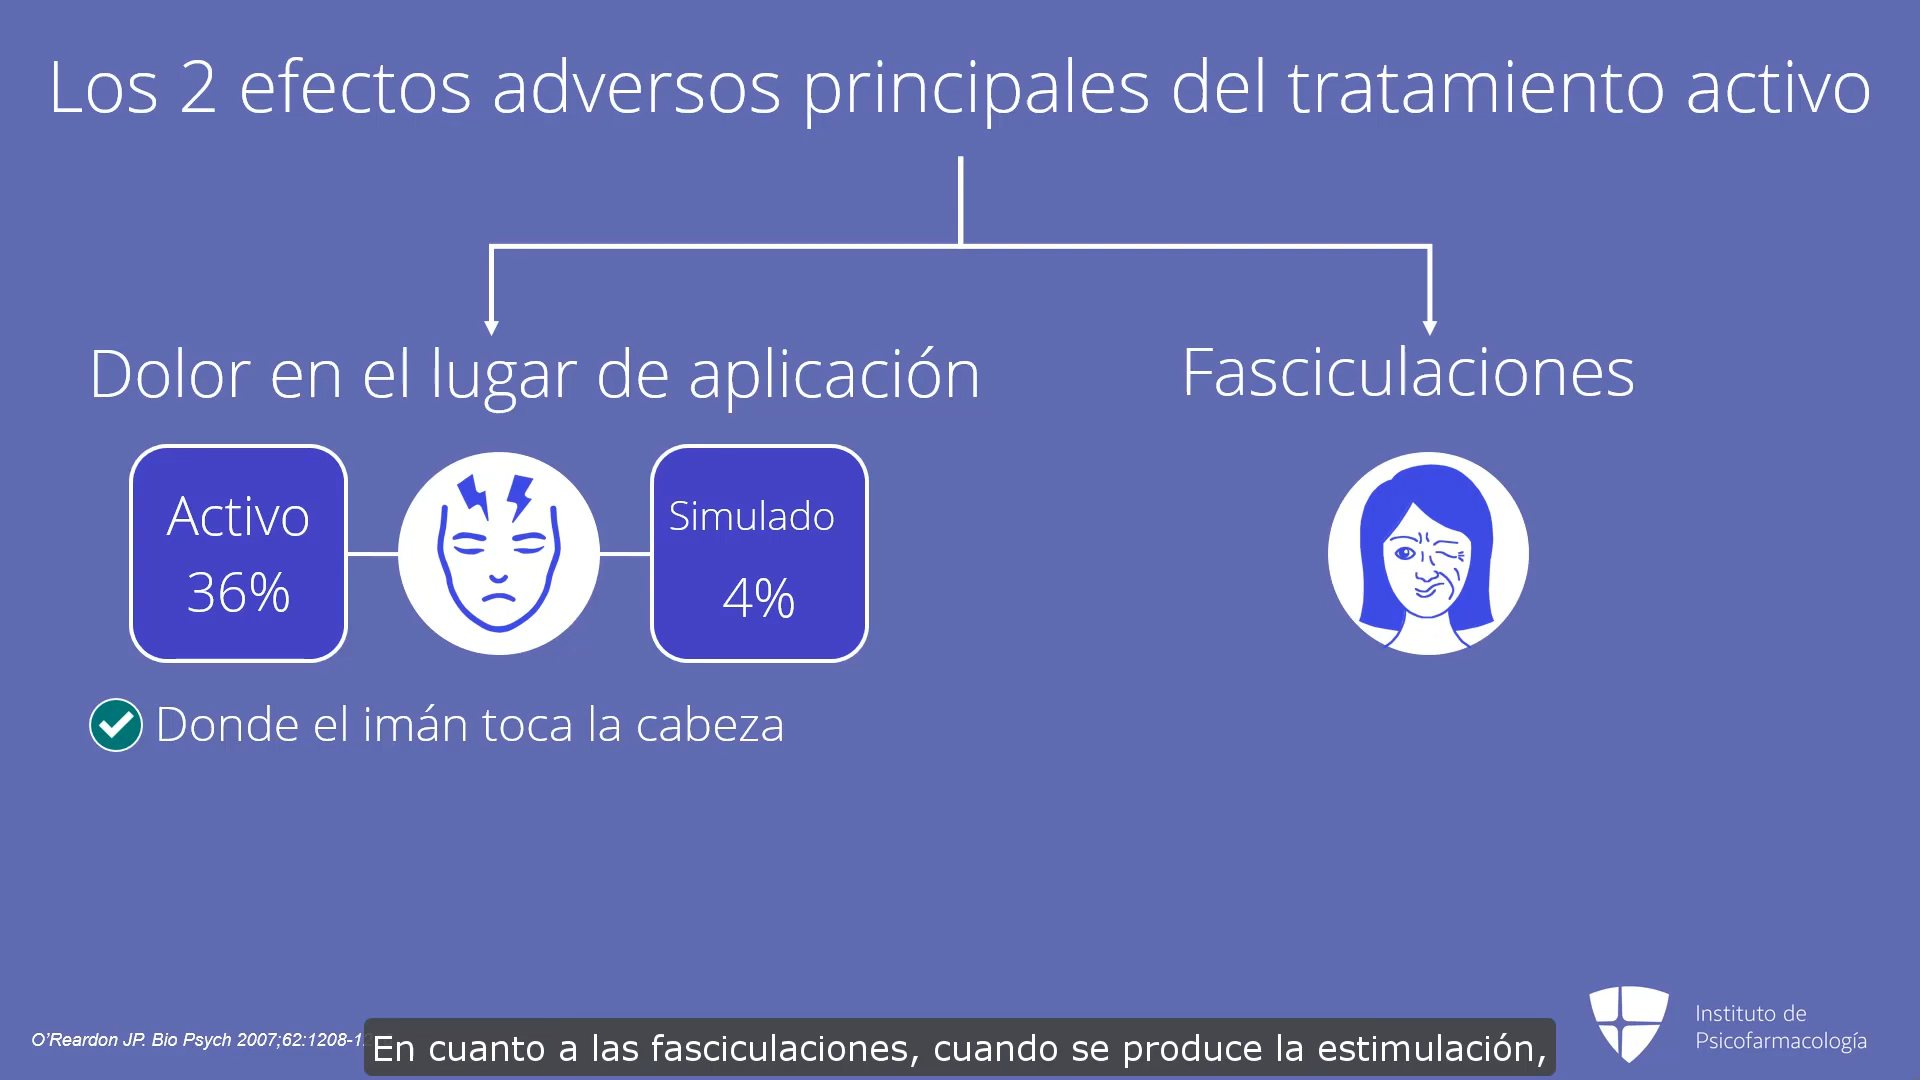 Los 2 efectos adversos principales del tratamiento activo
Dolor en el lugar de aplicación
Fasciculaciones
Activo
36%
Simulado
4%
Donde el imán toca la cabeza
O'Reardon JP. Bio Psych 2007;62:1208-1
En cuanto a las fasciculaciones, cuando se produce la estimulación,
Instituto de
Psicofarmacología